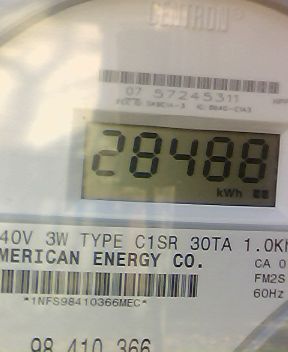 CENTRON®
07 57245311
28488
kWh
40V 3W TYPE C1SR 30TA 1.0K
MERICAN ENERGY CO.
CA 0
FM2S
60Hz
*1NFS98410366MEC*
98 410 366